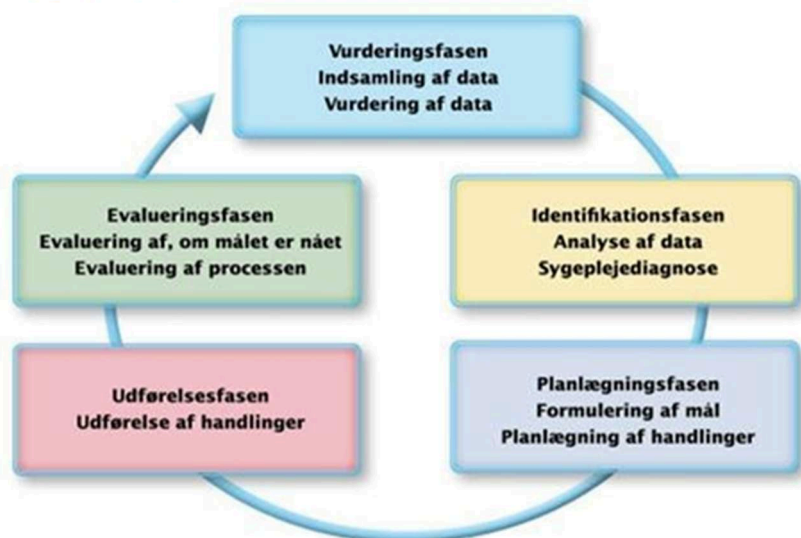 Vurderingsfasen
Indsamling af data
Vurdering af data
Identifikationsfasen
Analyse af data
Sygeplejediagnose
Planlægningsfasen
Formulering af mål
Planlægning af handlinger
Udførelsesfasen
Udførelse af handlinger
Evalueringsfasen
Evaluering af, om målet er nået
Evaluering af processen